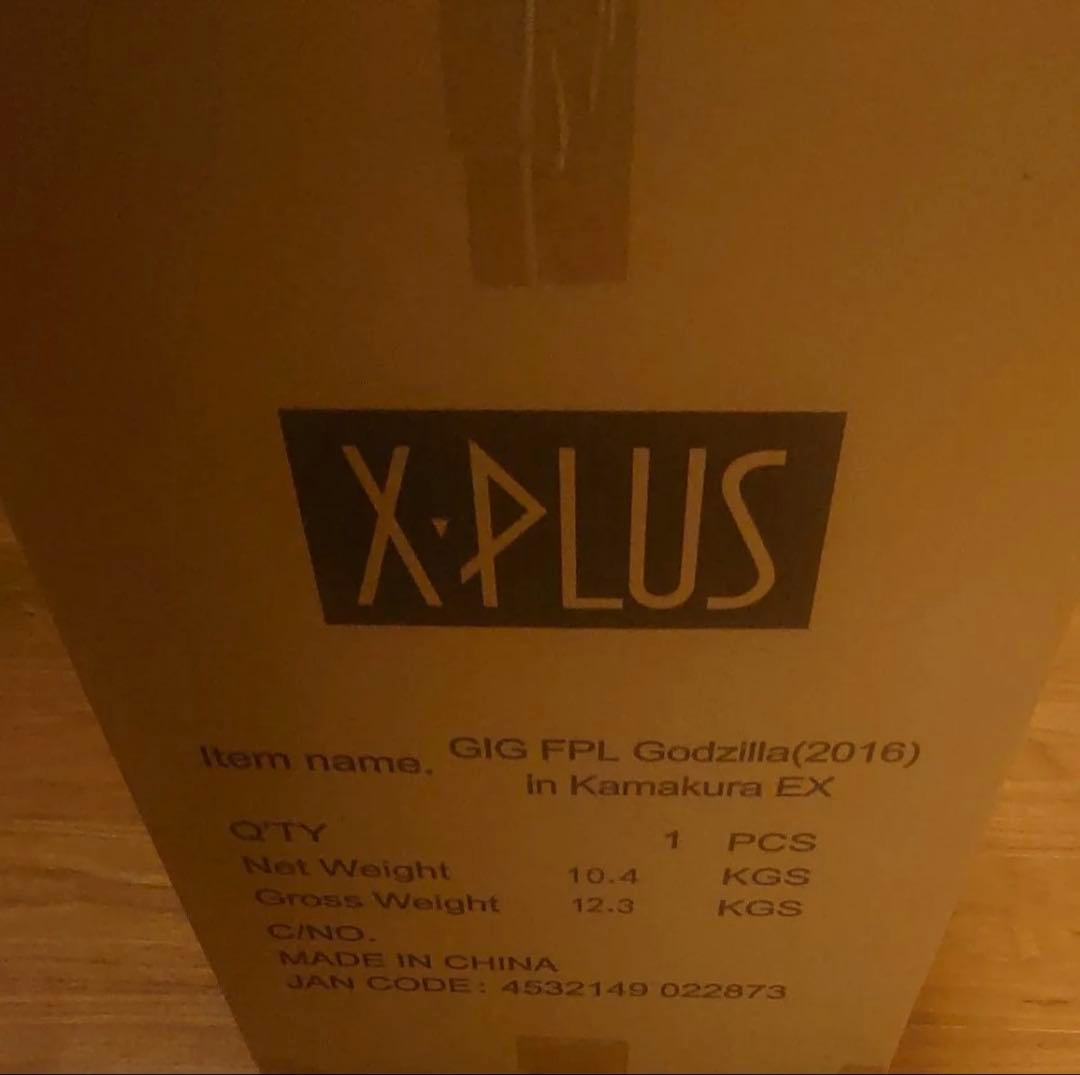 X·PLUS
Item name. GIG FPL Godzilla(2016)
in Kamakura EX
Q'TY 1 PCS
Net Weight 10.4 KGS
Gross Weight 12.3 KGS
C/NO.
MADE IN CHINA
JAN CODE: 4532149 022873